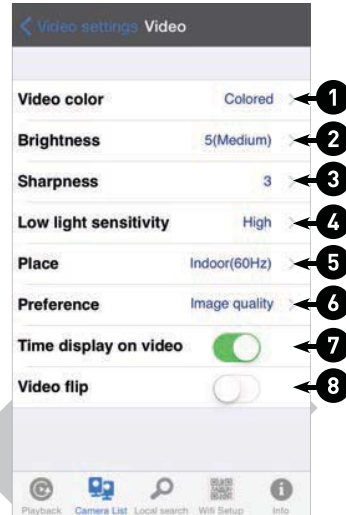 Video settings Video
Video color Colored 1
Brightness 5(Medium) 2
Sharpness 3 3
Low light sensitivity High 4
Place Indoor(60Hz) 5
Preference Image quality 6
Time display on video 7
Video flip 8
Playback Camera List Local search Wifi Setup Info